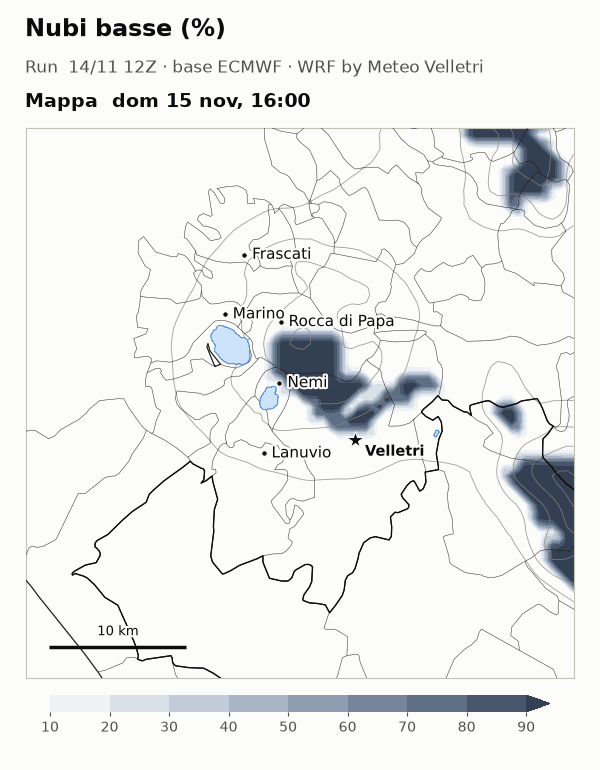 Nubi basse (%)
Run  14/11 12Z · base ECMWF · WRF by Meteo Velletri
Mappa  dom 15 nov, 16:00
Frascati
Marino
Rocca di Papa
Nemi
Velletri
Lanuvio
10 km
10 20 30 40 50 60 70 80 90